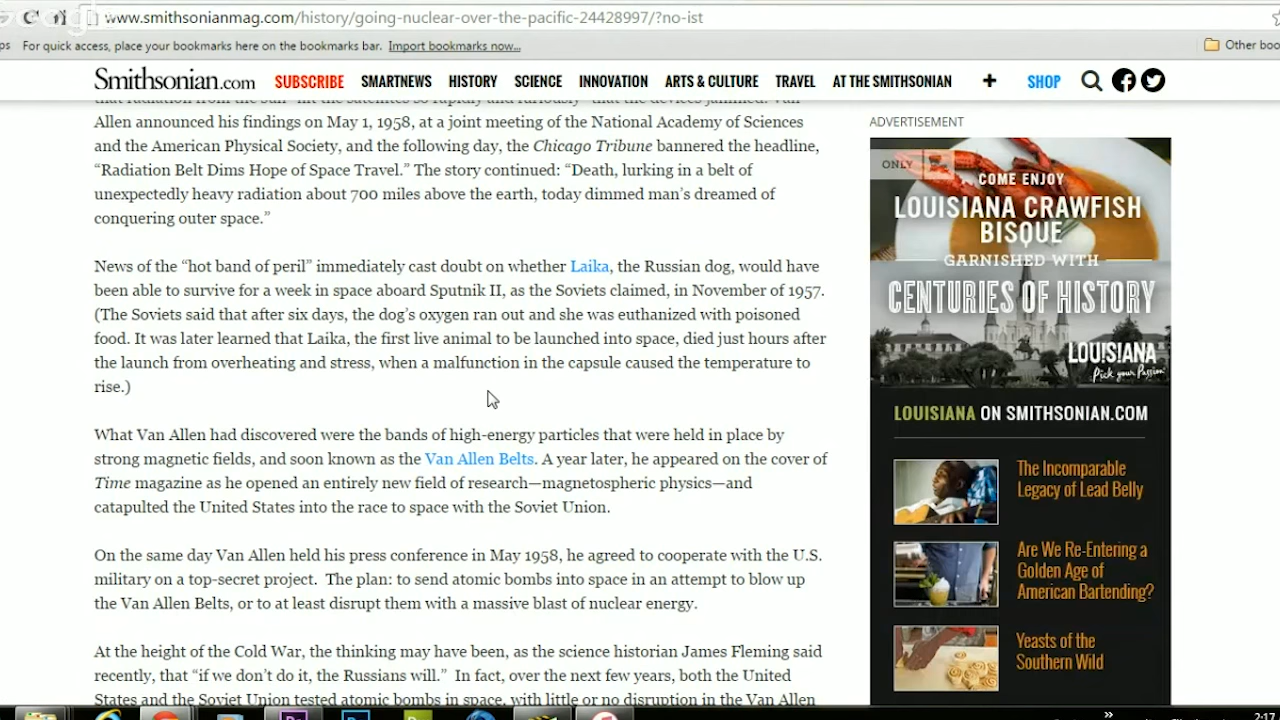 www.smithsonianmag.com/history/going-nuclear-over-the-pacific-24428997/?no-ist
For quick access, place your bookmarks here on the bookmarks bar. Import bookmarks now...
Other boo
Smithsonian.com SUBSCRIBE SMARTNEWS HISTORY SCIENCE INNOVATION ARTS & CULTURE TRAVEL AT THE SMITHSONIAN + SHOP
that radiation from the sun "hit the satellites so rapidly and furiously" that the devices jammed. Van
Allen announced his findings on May 1, 1958, at a joint meeting of the National Academy of Sciences
and the American Physical Society, and the following day, the Chicago Tribune bannered the headline,
“Radiation Belt Dims Hope of Space Travel.” The story continued: “Death, lurking in a belt of
unexpectedly heavy radiation about 700 miles above the earth, today dimmed man’s dreamed of
conquering outer space.”
News of the “hot band of peril” immediately cast doubt on whether Laika, the Russian dog, would have
been able to survive for a week in space aboard Sputnik II, as the Soviets claimed, in November of 1957.
(The Soviets said that after six days, the dog’s oxygen ran out and she was euthanized with poisoned
food. It was later learned that Laika, the first live animal to be launched into space, died just hours after
the launch from overheating and stress, when a malfunction in the capsule caused the temperature to
rise.)
What Van Allen had discovered were the bands of high-energy particles that were held in place by
strong magnetic fields, and soon known as the Van Allen Belts. A year later, he appeared on the cover of
Time magazine as he opened an entirely new field of research—magnetospheric physics—and
catapulted the United States into the race to space with the Soviet Union.
On the same day Van Allen held his press conference in May 1958, he agreed to cooperate with the U.S.
military on a top-secret project. The plan: to send atomic bombs into space in an attempt to blow up
the Van Allen Belts, or to at least disrupt them with a massive blast of nuclear energy.
At the height of the Cold War, the thinking may have been, as the science historian James Fleming said
recently, that “if we don’t do it, the Russians will.” In fact, over the next few years, both the United
States and the Soviet Union tested atomic bombs in space, with little or no disruption in the Van Allen
ADVERTISEMENT
ONLY
COME ENJOY
LOUISIANA CRAWFISH
BISQUE
GARNISHED WITH
CENTURIES OF HISTORY
LOUISIANA
Pick your Passion
LOUISIANA ON SMITHSONIAN.COM
The Incomparable
Legacy of Lead Belly
Are We Re-Entering a
Golden Age of
American Bartending?
Yeasts of the
Southern Wild
2:17